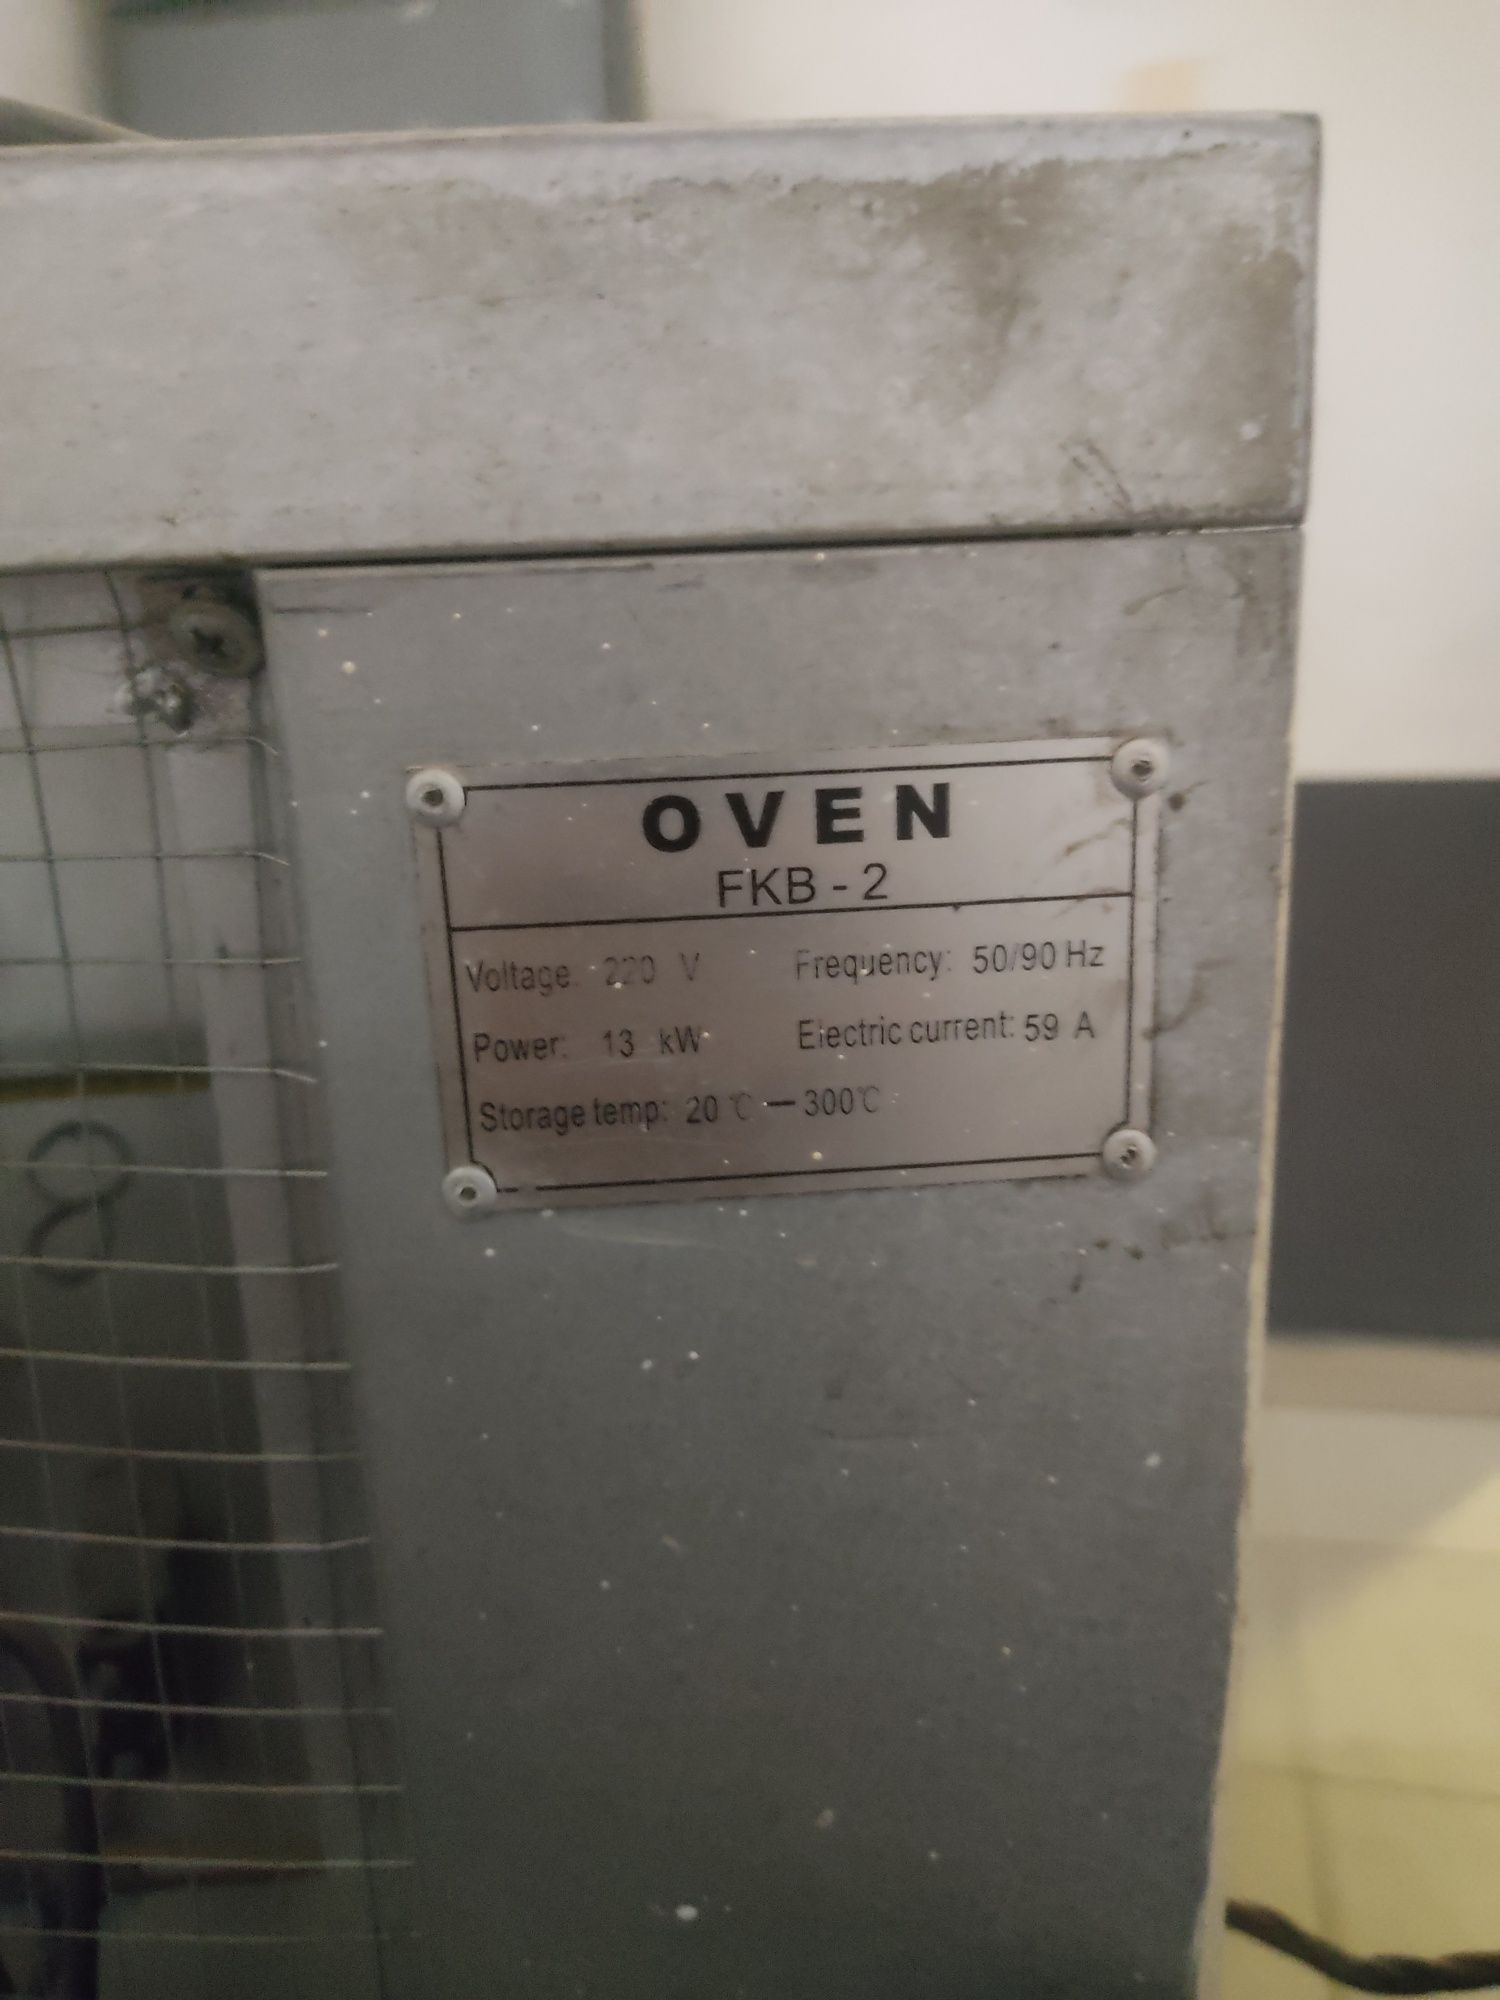 OVEN
FKB - 2
Voltage: 220 V Frequency: 50/90 Hz
Power: 13 kW Electric current: 59 A
Storage temp: 20℃ — 300℃
8